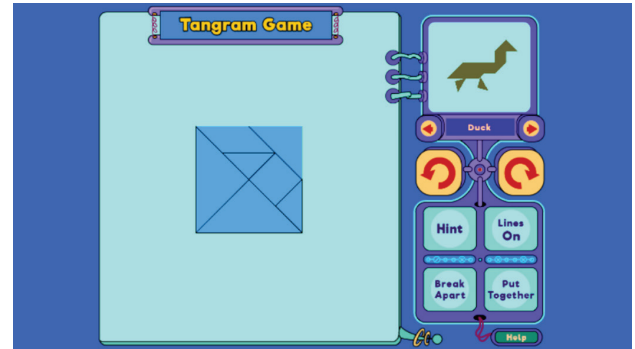 Tangram Game
Duck
Hint
Lines
On
Break
Apart
Put
Together
Help